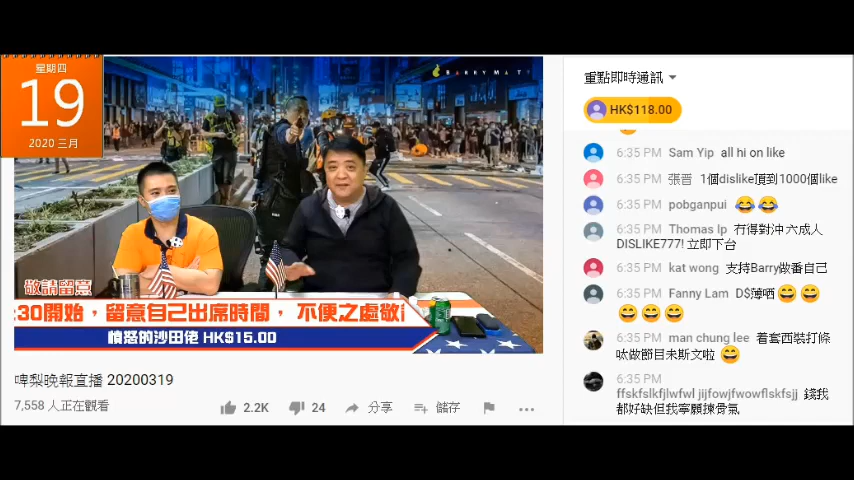 星期四
19
2020 三月
BARRY MA TV
敬請留意
:30開始，留意自己出席時間， 不便之處敬請
憤怒的沙田佬 HK$15.00
啤梨晚報直播 20200319
7,558 人正在觀看
2.2K
24
分享
儲存
重點即時通訊
HK$118.00
6:35 PM Sam Yip all hi on like
6:35 PM 張晋 1個dislike頂到1000個like
6:35 PM pobganpui 😂😂
6:35 PM Thomas Ip 冇得對沖 六成人
DISLIKE777! 立即下台
6:35 PM kat wong 支持Barry做番自己
6:35 PM Fanny Lam D$薄晒😄😄
😄😄😄
6:35 PM man chung lee 着套西裝打條
呔做節目未斯文啦😄
6:35 PM
ffskfslkfjlwfwl jijfowjfwowflskfsjj 錢我
都好缺但我寧願揀骨氣